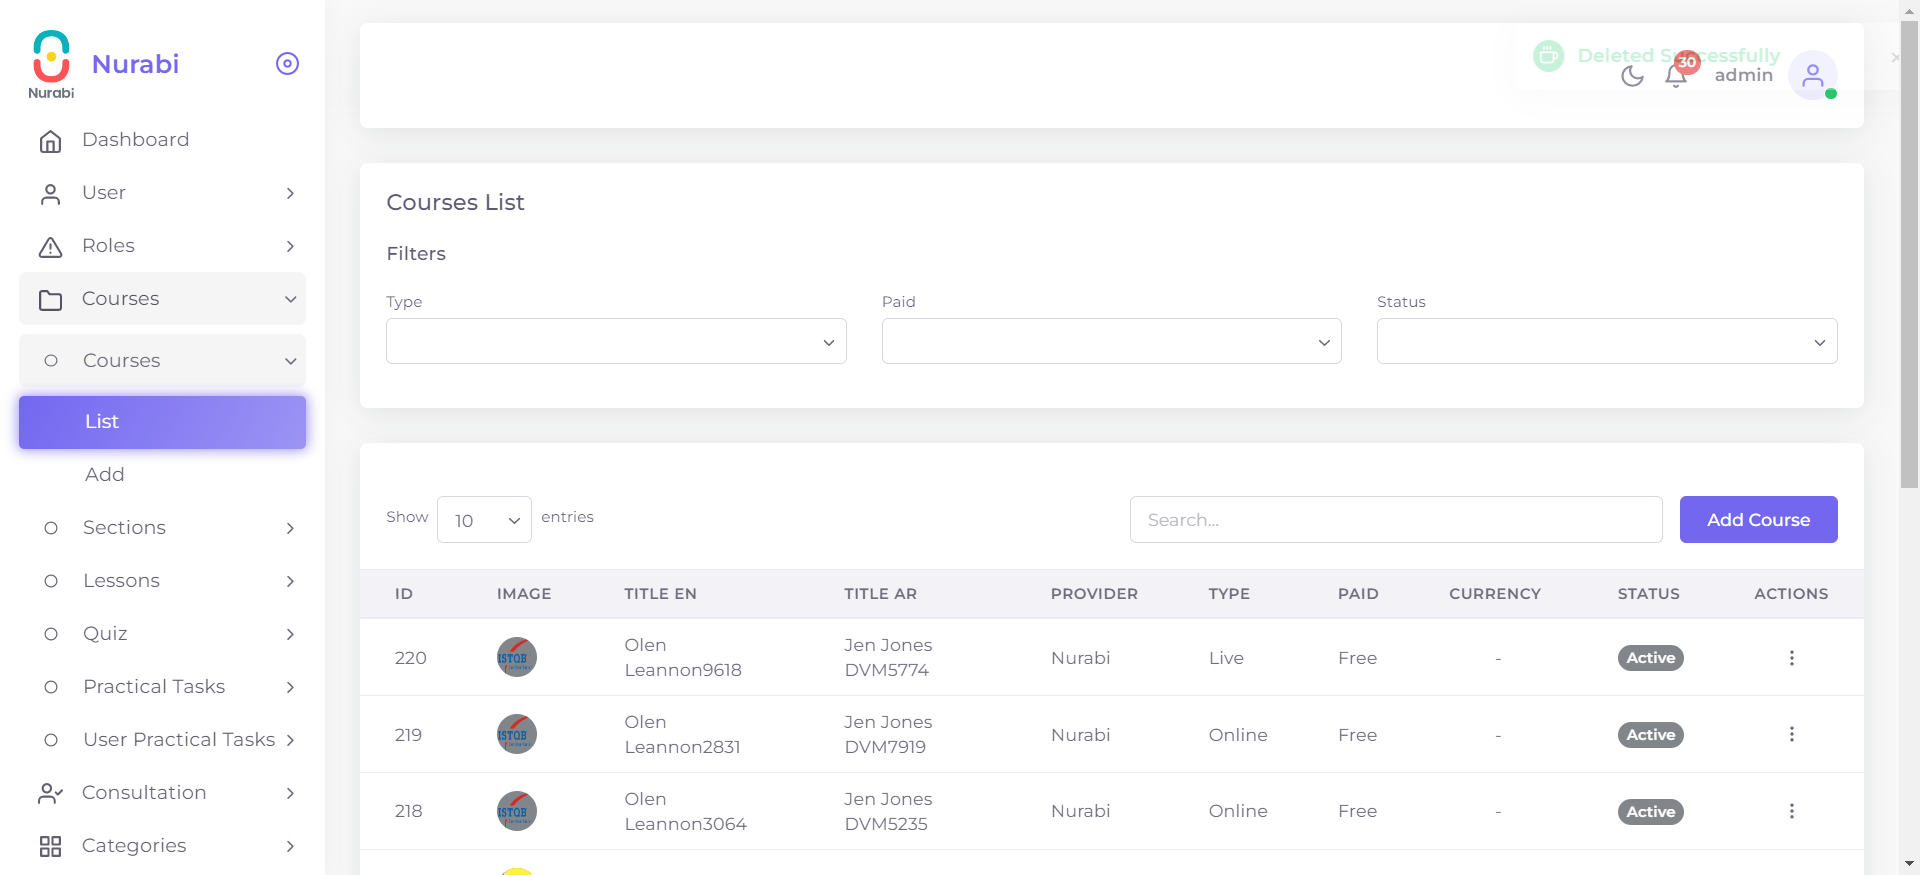 Nurabi
Nurabi
Dashboard
User
Roles
Courses
Courses
List
Add
Sections
Lessons
Quiz
Practical Tasks
User Practical Tasks
Consultation
Categories
Deleted Successfully
30
admin
Courses List
Filters
Type Paid Status
Show 10 entries Search... Add Course
ID IMAGE TITLE EN TITLE AR PROVIDER TYPE PAID CURRENCY STATUS ACTIONS
220 ISTQB Olen Leannon9618 Jen Jones DVM5774 Nurabi Live Free - Active
219 ISTQB Olen Leannon2831 Jen Jones DVM7919 Nurabi Online Free - Active
218 ISTQB Olen Leannon3064 Jen Jones DVM5235 Nurabi Online Free - Active